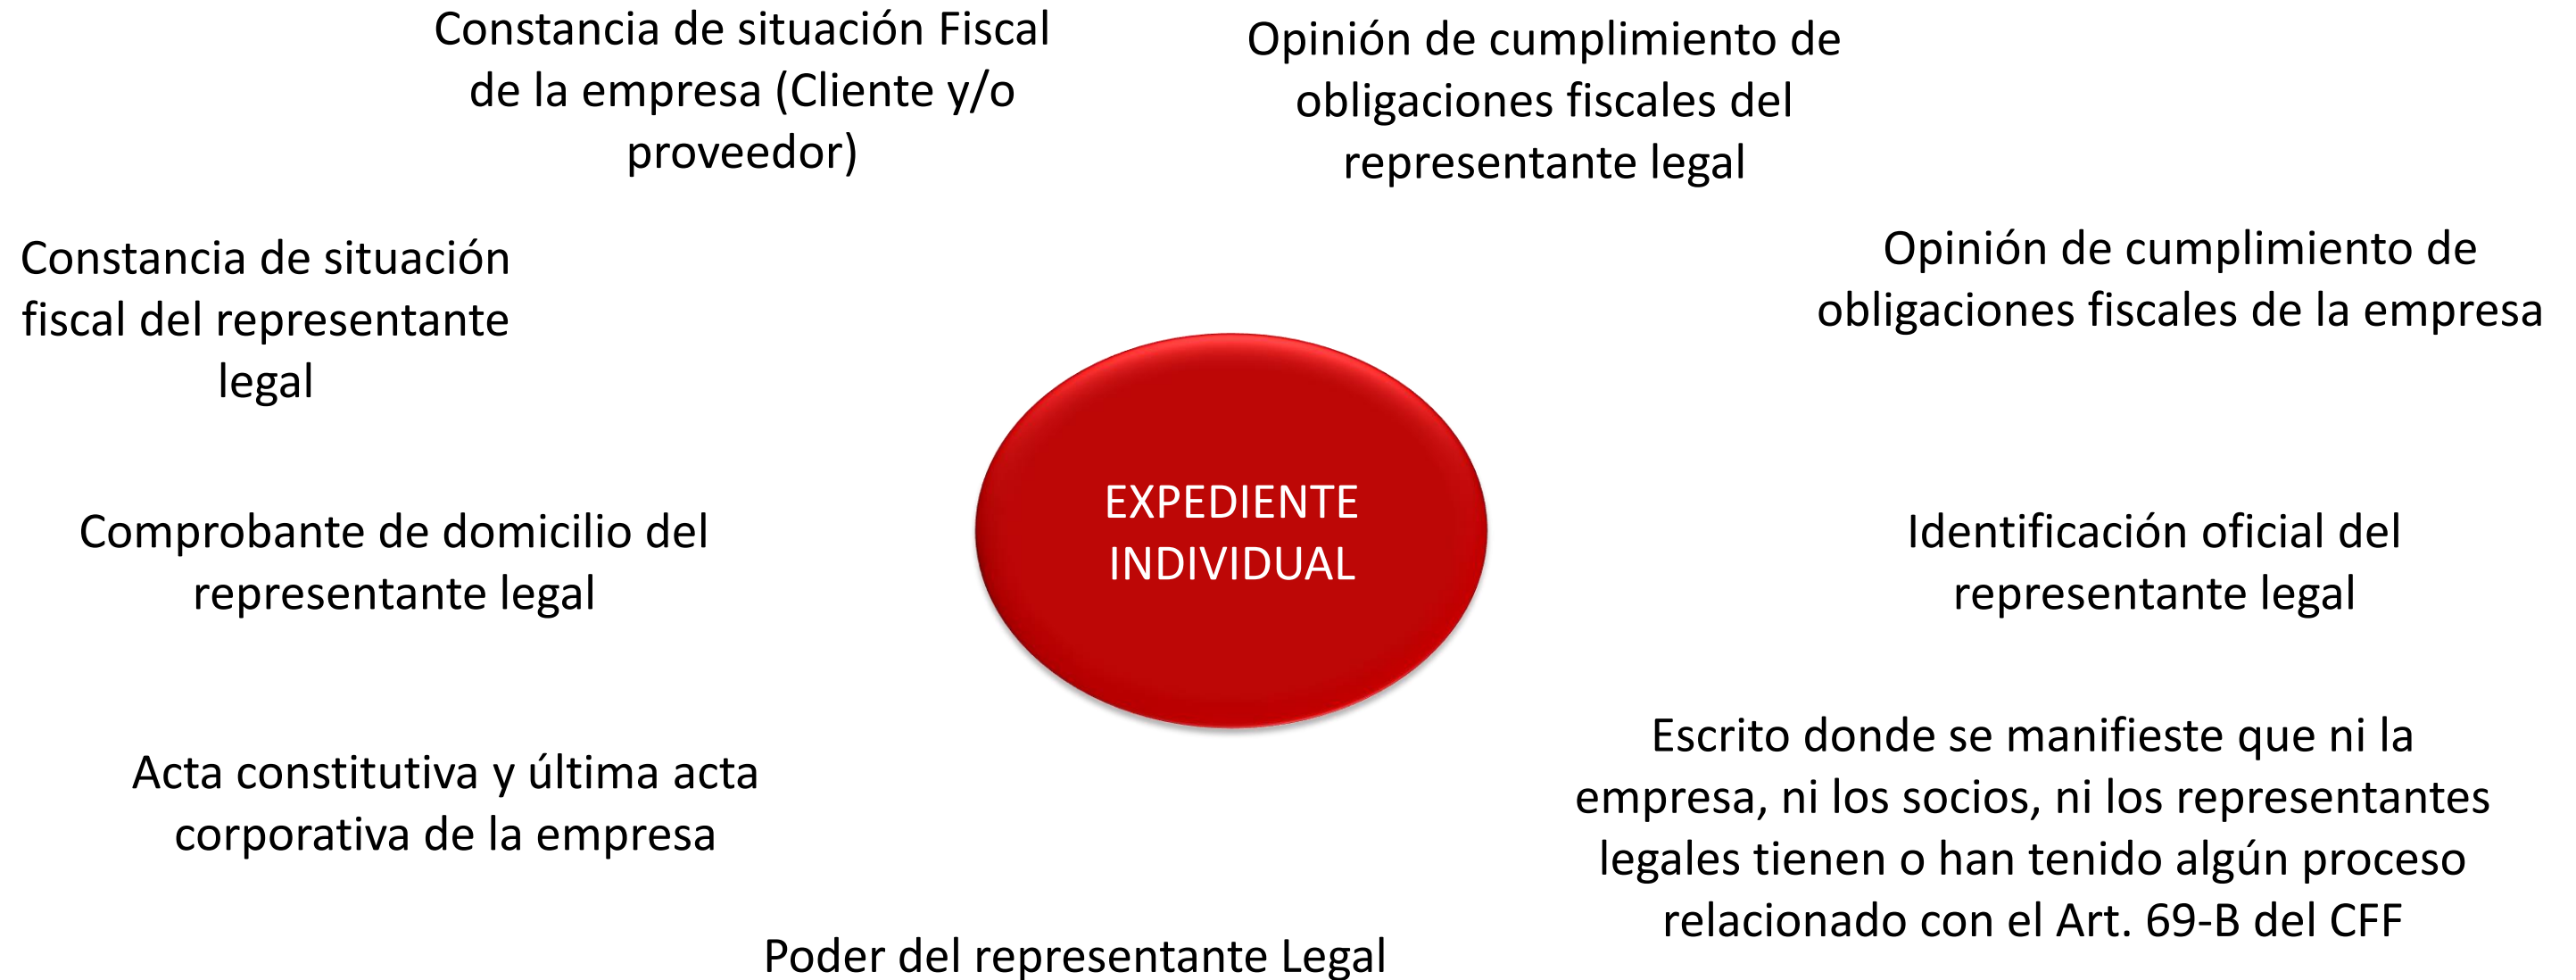 Constancia de situación Fiscal
de la empresa (Cliente y/o
proveedor)
Opinión de cumplimiento de
obligaciones fiscales del
representante legal
Constancia de situación
fiscal del representante
legal
Opinión de cumplimiento de
obligaciones fiscales de la empresa
EXPEDIENTE
INDIVIDUAL
Comprobante de domicilio del
representante legal
Identificación oficial del
representante legal
Acta constitutiva y última acta
corporativa de la empresa
Escrito donde se manifieste que ni la
empresa, ni los socios, ni los representantes
legales tienen o han tenido algún proceso
relacionado con el Art. 69-B del CFF
Poder del representante Legal